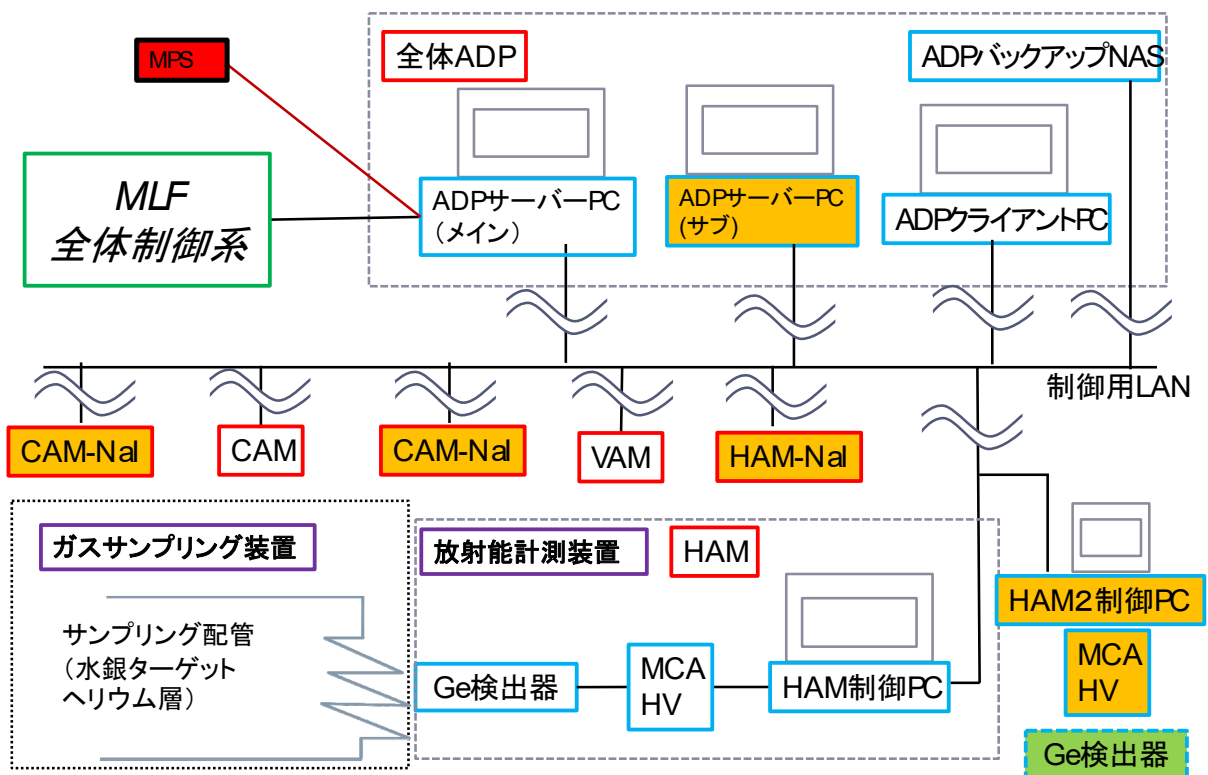 MPS
全体ADP
ADPバックアップNAS
MLF
全体制御系
ADPサーバーPC
（メイン）
ADPサーバーPC
(サブ)
ADPクライアントPC
制御用LAN
CAM-NaI
CAM
CAM-NaI
VAM
HAM-NaI
ガスサンプリング装置
放射能計測装置
HAM
サンプリング配管
（水銀ターゲット
ヘリウム層）
Ge検出器
MCA
HV
HAM制御PC
HAM2制御PC
MCA
HV
Ge検出器